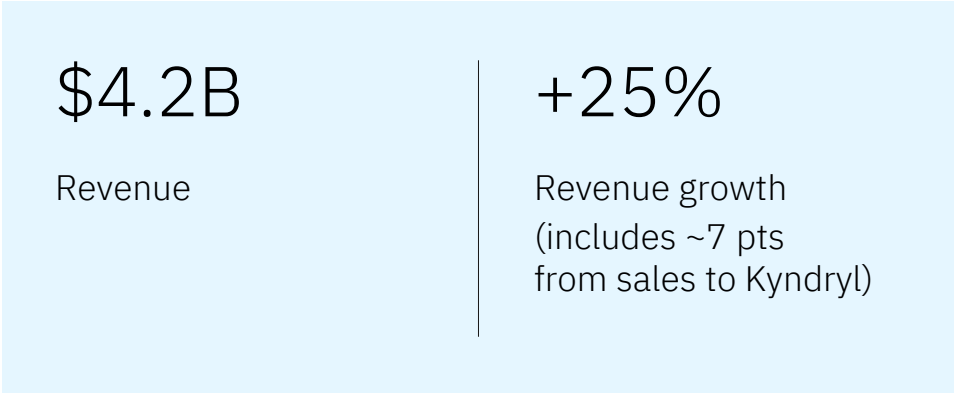 $4.2B
Revenue
+25%
Revenue growth
(includes ~7 pts
from sales to Kyndryl)